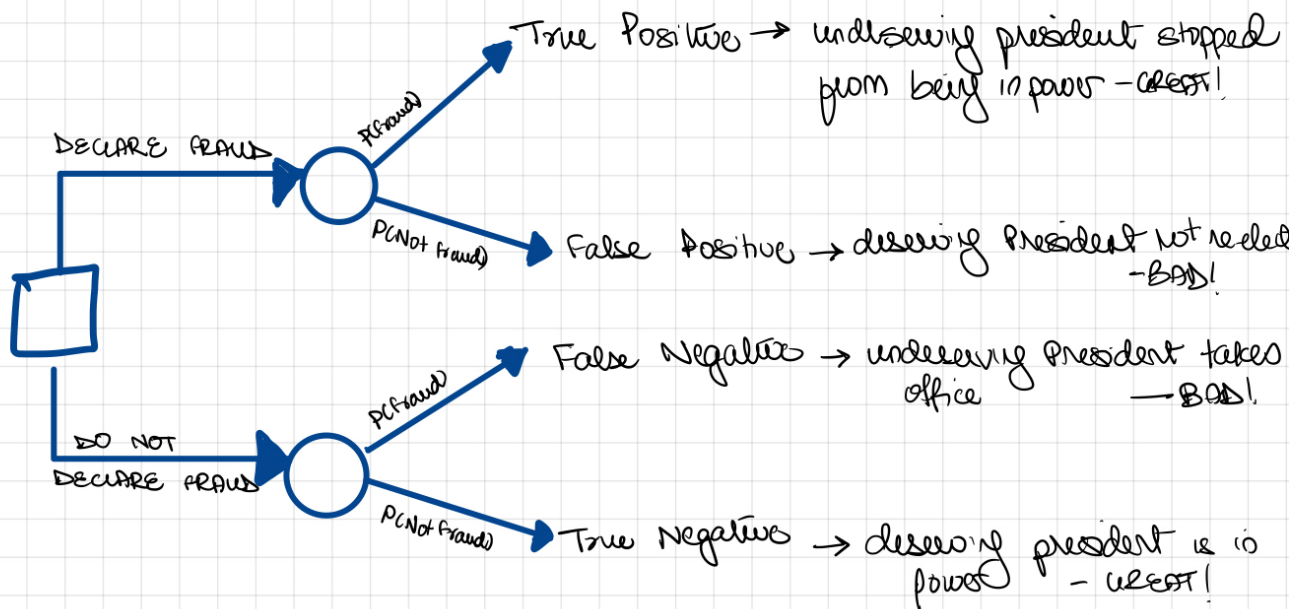 True Positive → undeserving president stopped
from being in power - GREAT!
P(fraud)
DECLARE FRAUD
P(Not fraud)
False Positive → deserving President not re-elect
- BAD!
False Negative → undeserving President takes
office — BAD!
P(fraud)
DO NOT
DECLARE FRAUD
P(Not fraud)
True Negative → deserving president is in
power - GREAT!